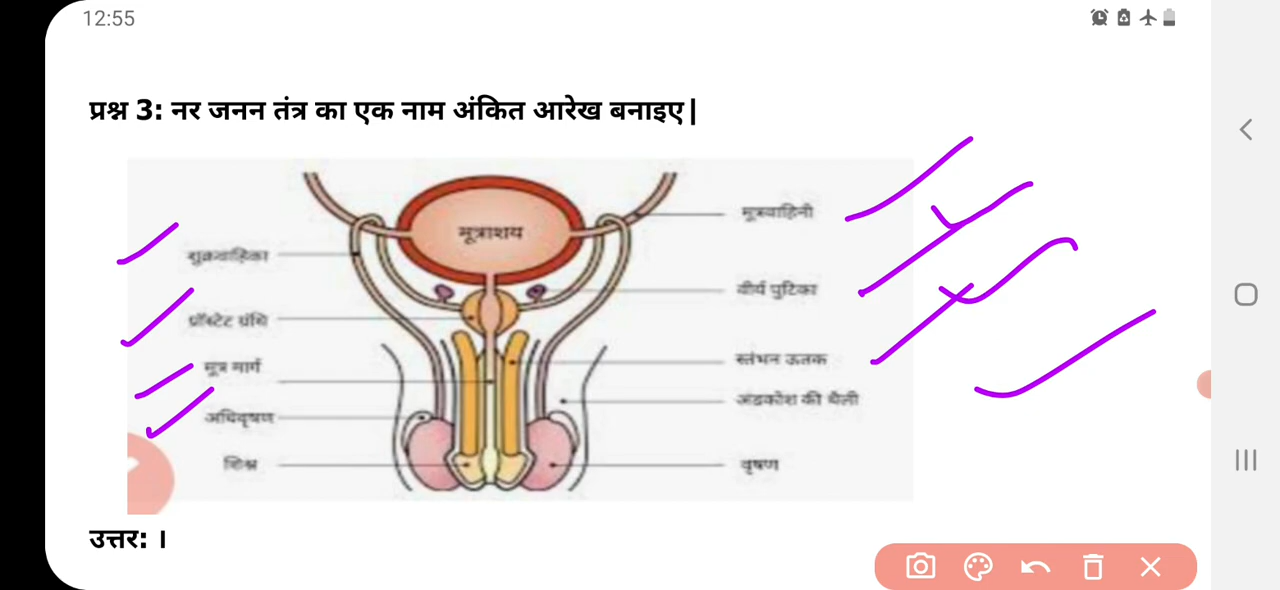 12:55
प्रश्न 3: नर जनन तंत्र का एक नाम अंकित आरेख बनाइए|
मूत्राशय
मूत्रवाहिनी
शुक्रवाहिका
वीर्य पुटिका
प्रॉस्टेट ग्रंथि
स्तंभन ऊतक
मूत्र मार्ग
अंडकोश की थैली
अधिवृषण
शिश्न
वृषण
उत्तर: ।